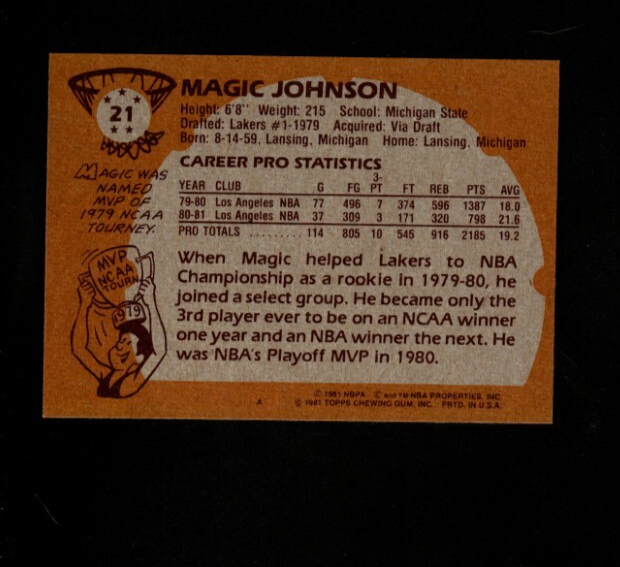 21
MAGIC JOHNSON
Height: 6'8" Weight: 215 School: Michigan State
Drafted: Lakers #1-1979 Acquired: Via Draft
Born: 8-14-59, Lansing, Michigan Home: Lansing, Michigan
MAGIC WAS
NAMED
MVP OF
1979 NCAA
TOURNEY.
MVP
NCAA
TOURN
1979
CAREER PRO STATISTICS
YEAR CLUB G FG 3-PT FT REB PTS AVG
79-80 Los Angeles NBA 77 496 7 374 596 1387 18.0
80-81 Los Angeles NBA 37 309 3 171 320 798 21.6
PRO TOTALS .......... 114 805 10 545 916 2185 19.2
When Magic helped Lakers to NBA
Championship as a rookie in 1979-80, he
joined a select group. He became only the
3rd player ever to be on an NCAA winner
one year and an NBA winner the next. He
was NBA's Playoff MVP in 1980.
© 1981 NBPA © and TM NBA PROPERTIES, INC.
A © 1981 TOPPS CHEWING GUM, INC. PRTD. IN U.S.A.